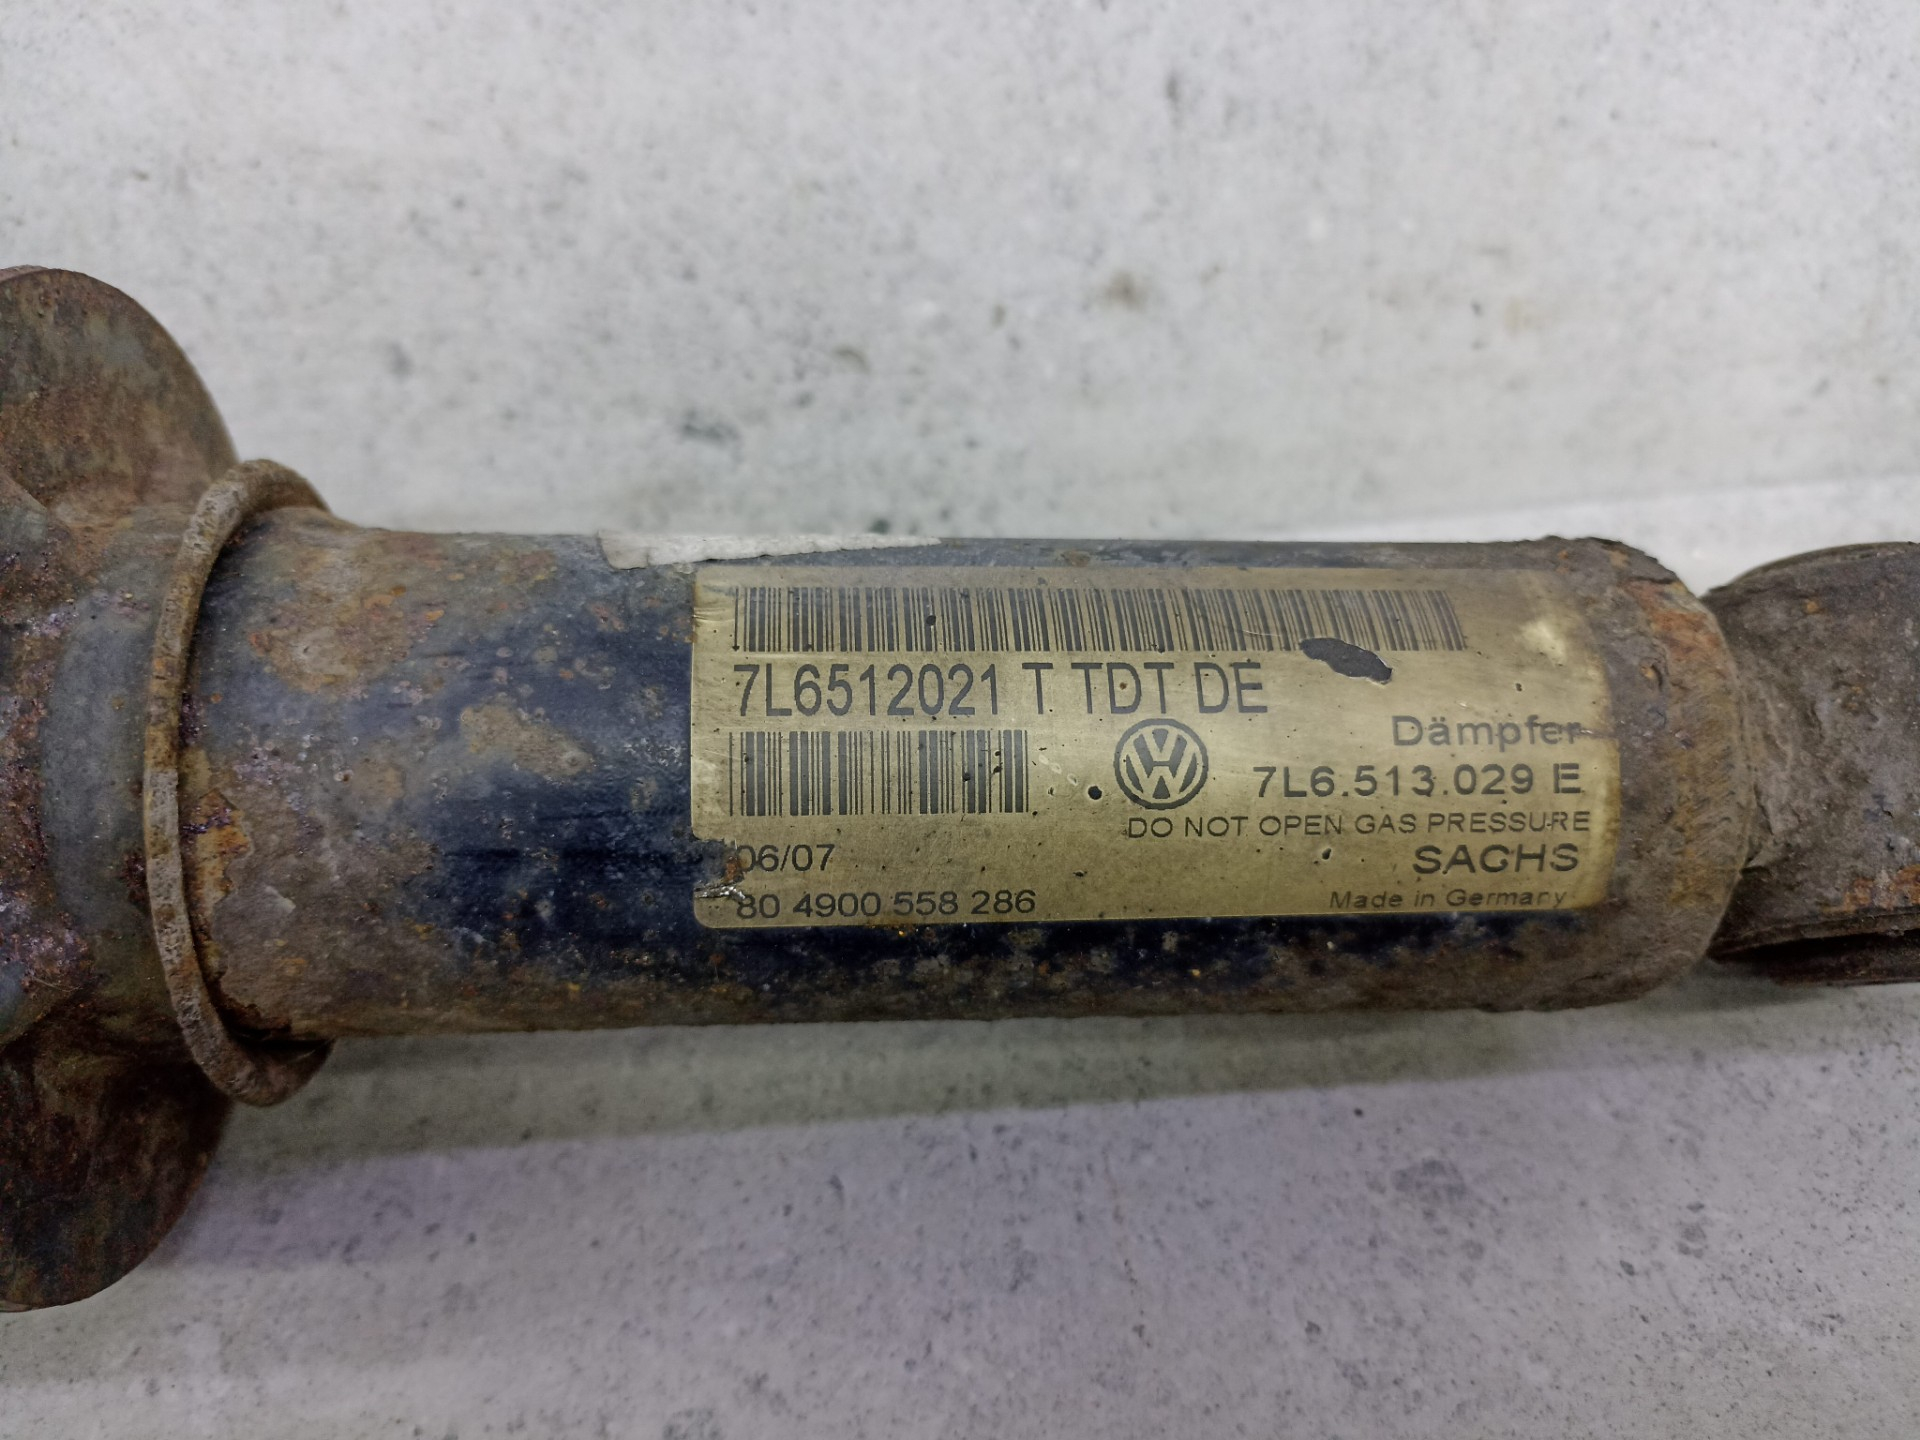 7L6512021 T TDT DE
Dämpfer
7L6.513.029 E
DO NOT OPEN GAS PRESSURE
06/07
SACHS
80 4900 558 286
Made in Germany